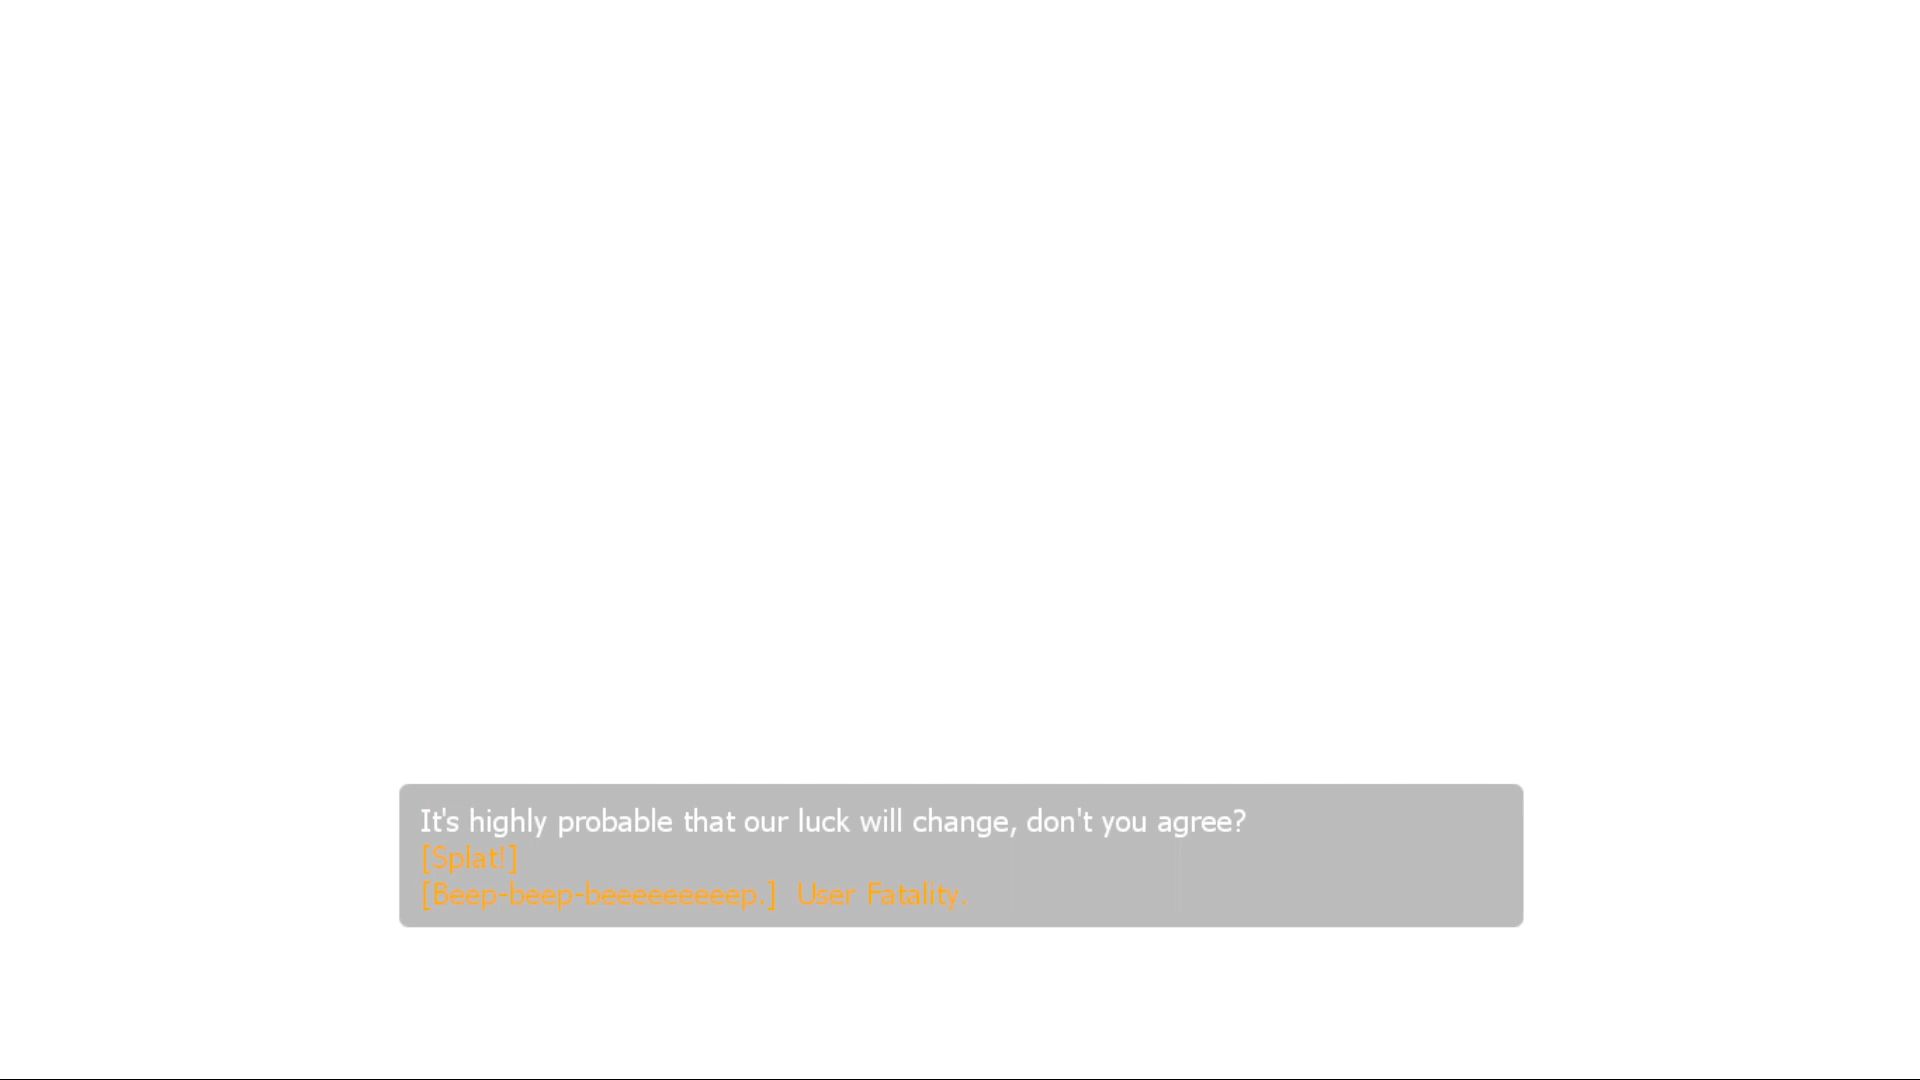 It's highly probable that our luck will change, don't you agree?
[Splat!]
[Beep-beep-beeeeeeeeep.]  User Fatality.